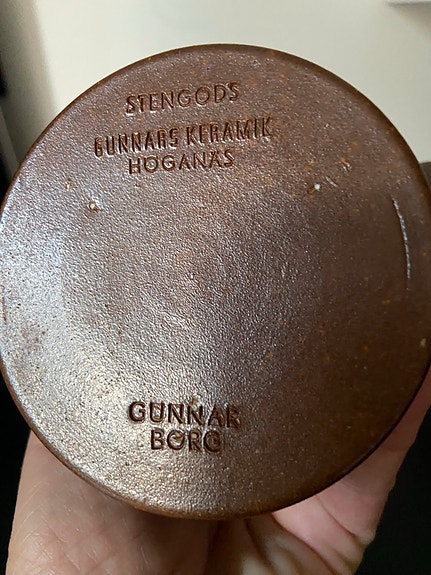 STENGODS
GUNNARS KERAMIK
HÖGANÄS
GUNNAR
BORG